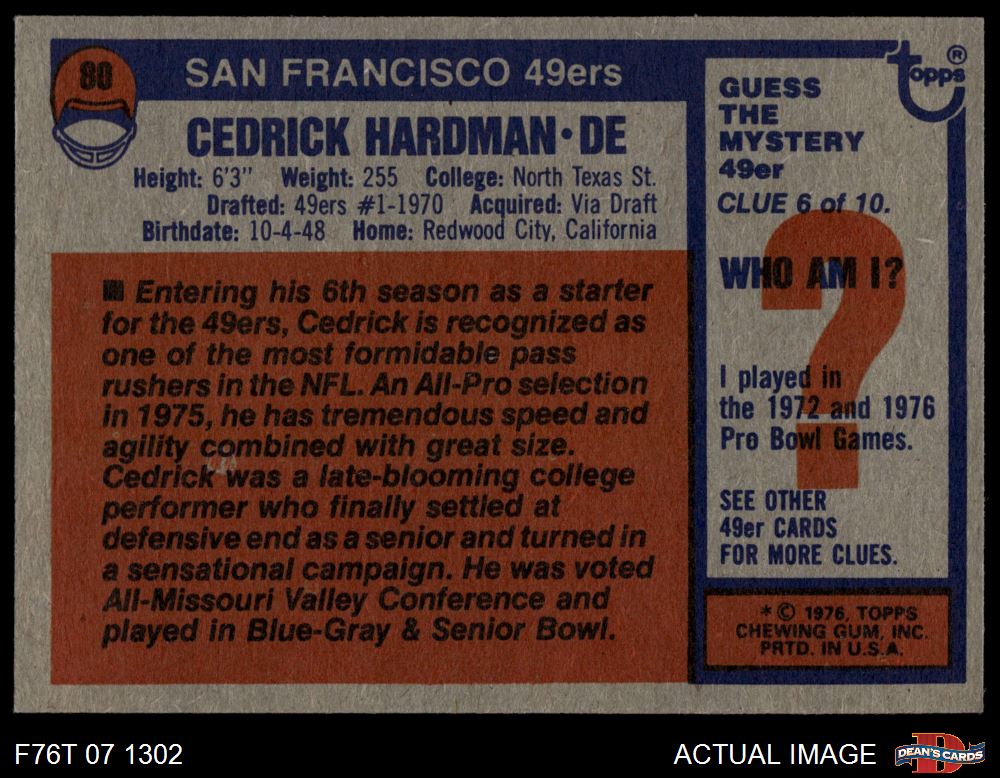 80
SAN FRANCISCO 49ers
CEDRICK HARDMAN • DE
Height: 6'3" Weight: 255 College: North Texas St.
Drafted: 49ers #1-1970 Acquired: Via Draft
Birthdate: 10-4-48 Home: Redwood City, California
■ Entering his 6th season as a starter
for the 49ers, Cedrick is recognized as
one of the most formidable pass
rushers in the NFL. An All-Pro selection
in 1975, he has tremendous speed and
agility combined with great size.
Cedrick was a late-blooming college
performer who finally settled at
defensive end as a senior and turned in
a sensational campaign. He was voted
All-Missouri Valley Conference and
played in Blue-Gray & Senior Bowl.
topps®
GUESS
THE
MYSTERY
49er
CLUE 6 of 10.
WHO AM I?
?
I played in
the 1972 and 1976
Pro Bowl Games.
SEE OTHER
49er CARDS
FOR MORE CLUES.
* © 1976, TOPPS
CHEWING GUM, INC.
PRTD. IN U.S.A.
F76T 07 1302
ACTUAL IMAGE
DEAN'S CARDS